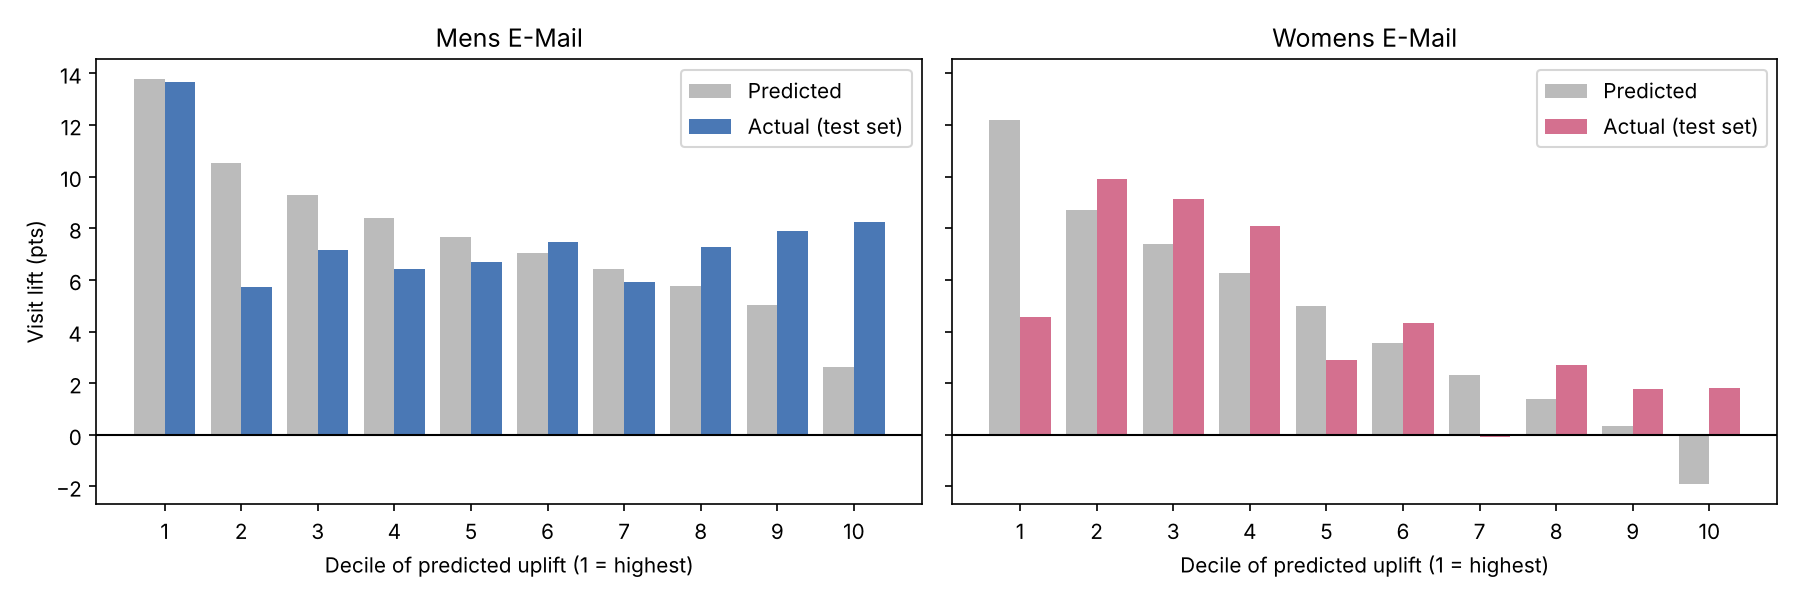 Mens E-Mail
Womens E-Mail
Predicted
Actual (test set)
Predicted
Actual (test set)
Visit lift (pts)
14
12
10
8
6
4
2
0
−2
1 2 3 4 5 6 7 8 9 10
1 2 3 4 5 6 7 8 9 10
Decile of predicted uplift (1 = highest)
Decile of predicted uplift (1 = highest)